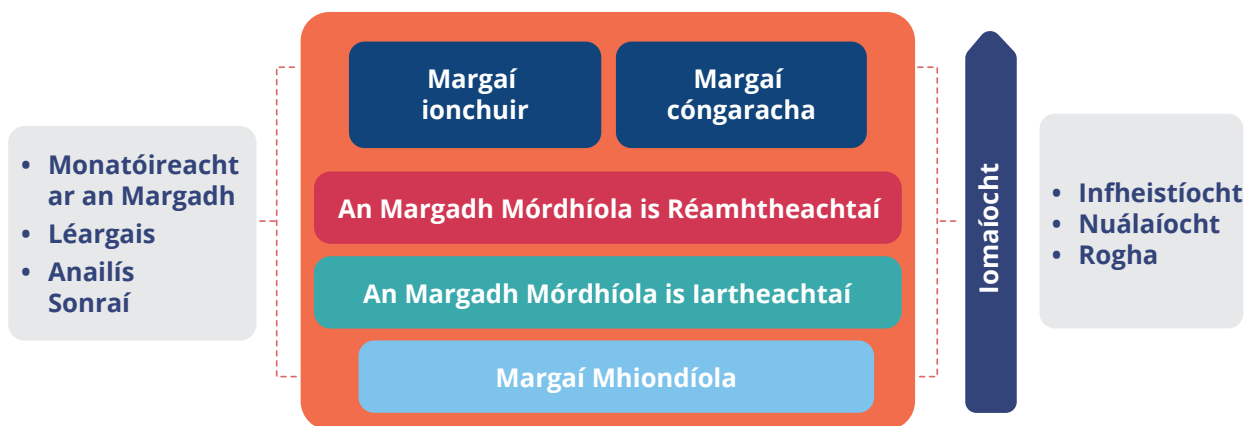 • Monatóireacht
ar an Margadh
• Léargais
• Anailís
Sonraí
Margaí
ionchuir
Margaí
cóngaracha
An Margadh Mórdhíola is Réamhtheachtaí
An Margadh Mórdhíola is Iartheachtaí
Margaí Mhiondíola
Iomaíocht
• Infheistíocht
• Nuálaíocht
• Rogha